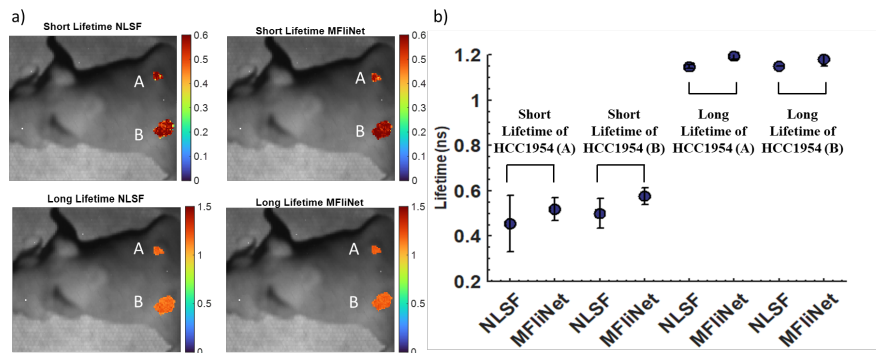 a)
Short Lifetime NLSF
0.6
0.5
0.4
0.3
0.2
0.1
0
A
B
Short Lifetime MFliNet
0.6
0.5
0.4
0.3
0.2
0.1
0
A
B
Long Lifetime NLSF
1.5
1
0.5
0
A
B
Long Lifetime MFliNet
1.5
1
0.5
0
A
B
b)
Lifetime (ns)
1.2
1
0.8
0.6
0.4
0.2
Short
Lifetime of
HCC1954 (A)
Short
Lifetime of
HCC1954 (B)
Long
Lifetime of
HCC1954 (A)
Long
Lifetime of
HCC1954 (B)
NLSF
MFliNet
NLSF
MFliNet
NLSF
MFliNet
NLSF
MFliNet